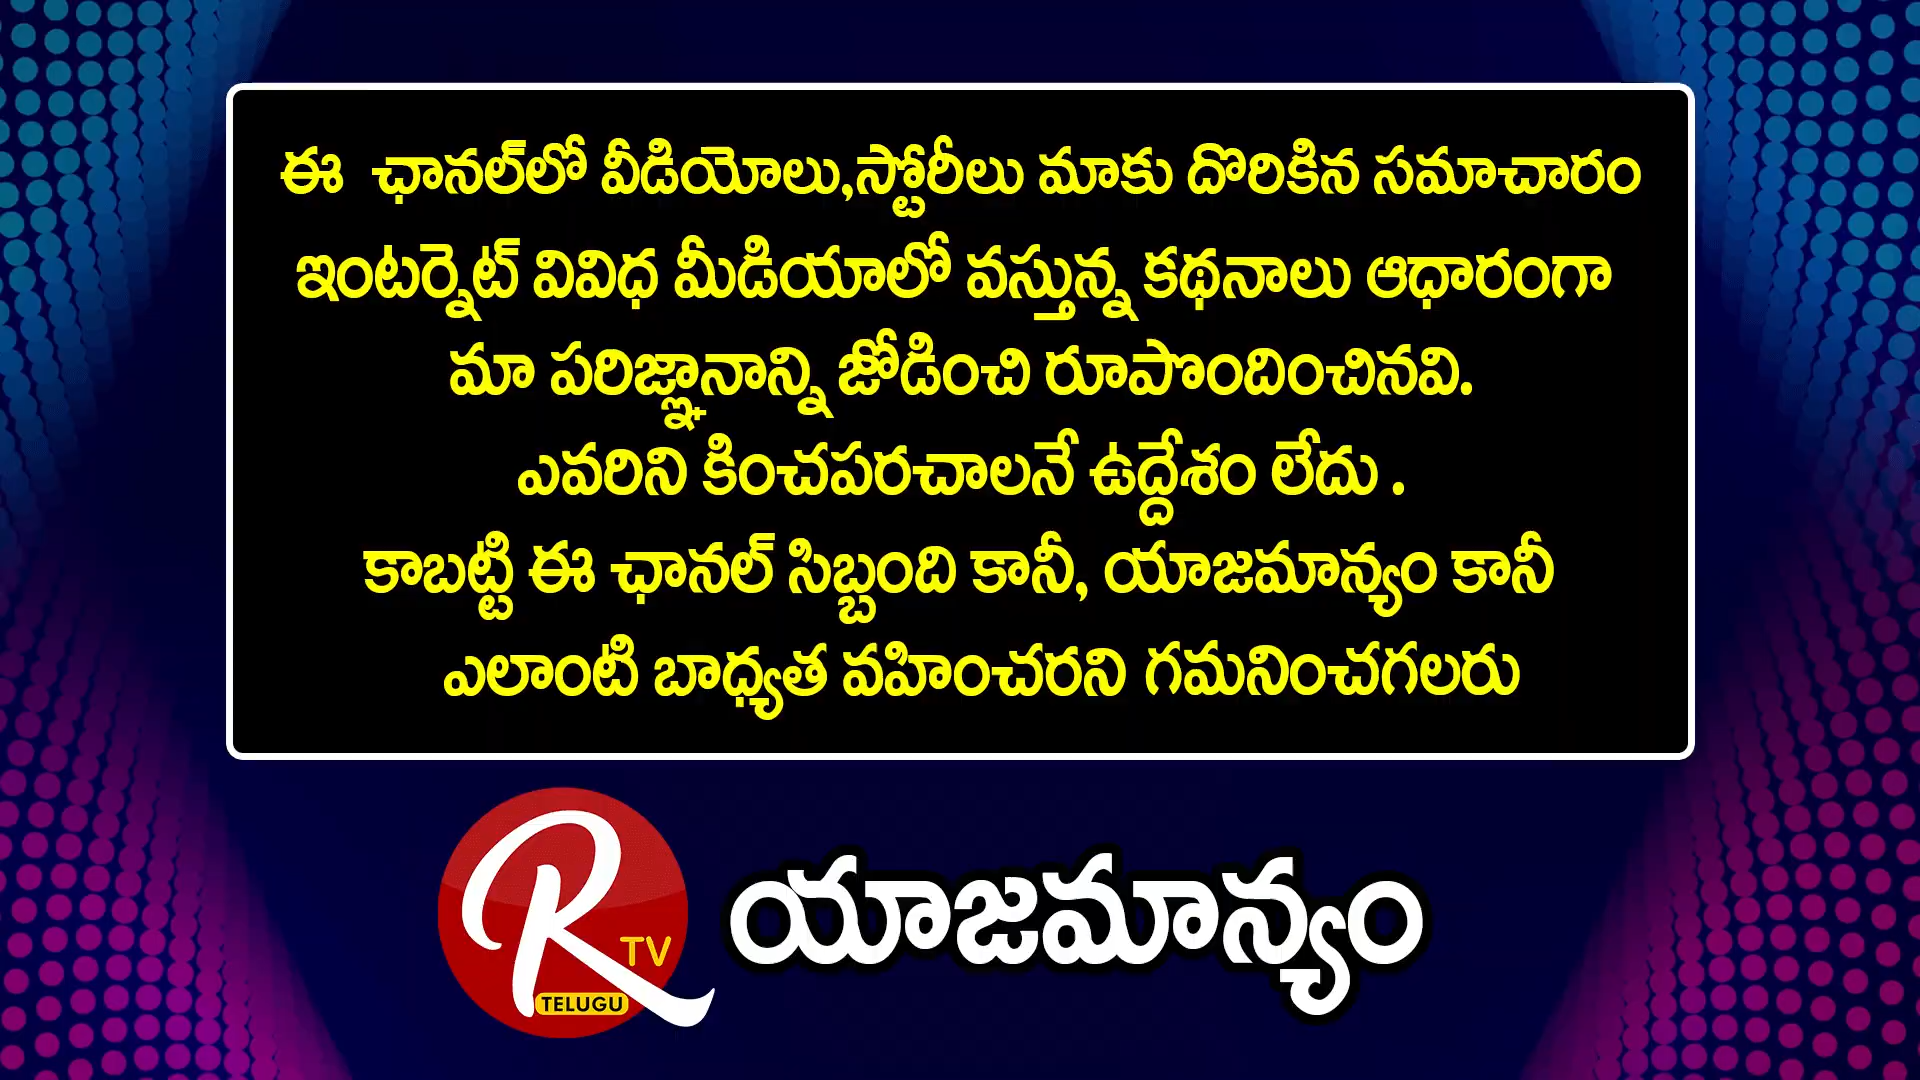 ఈ ఛానల్‌లో వీడియోలు,స్టోరీలు మాకు దొరికిన సమాచారం
ఇంటర్నెట్ వివిధ మీడియాలో వస్తున్న కథనాలు ఆధారంగా
మా పరిజ్ఞానాన్ని జోడించి రూపొందించినవి.
ఎవరిని కించపరచాలనే ఉద్దేశం లేదు .
కాబట్టి ఈ ఛానల్ సిబ్బంది కానీ, యాజమాన్యం కానీ
ఎలాంటి బాధ్యత వహించరని గమనించగలరు
R TV
TELUGU
యాజమాన్యం